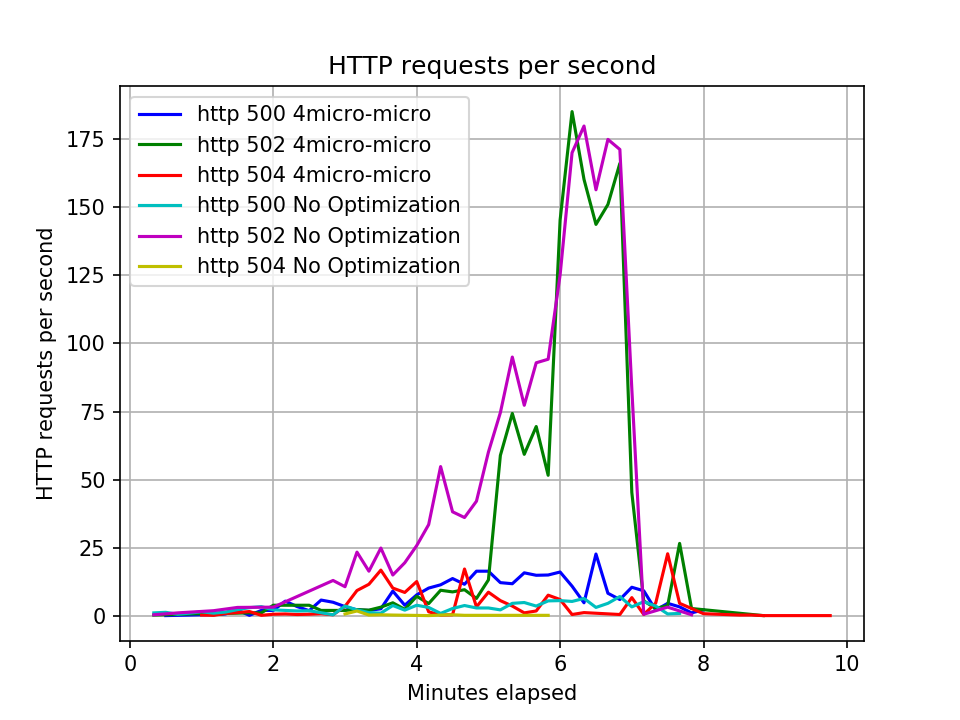 HTTP requests per second
http 500 4micro-micro
http 502 4micro-micro
http 504 4micro-micro
http 500 No Optimization
http 502 No Optimization
http 504 No Optimization
HTTP requests per second
175
150
125
100
75
50
25
0
0 2 4 6 8 10
Minutes elapsed